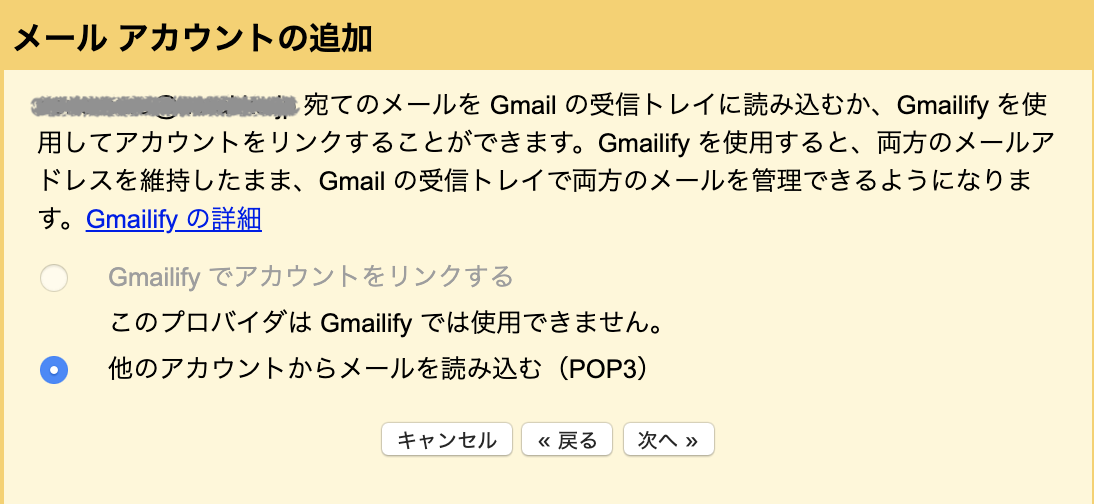 メール アカウントの追加
宛てのメールを Gmail の受信トレイに読み込むか、Gmailify を使
用してアカウントをリンクすることができます。Gmailify を使用すると、両方のメールア
ドレスを維持したまま、Gmail の受信トレイで両方のメールを管理できるようになりま
す。Gmailify の詳細
Gmailify でアカウントをリンクする
このプロバイダは Gmailify では使用できません。
他のアカウントからメールを読み込む（POP3）
キャンセル « 戻る 次へ »